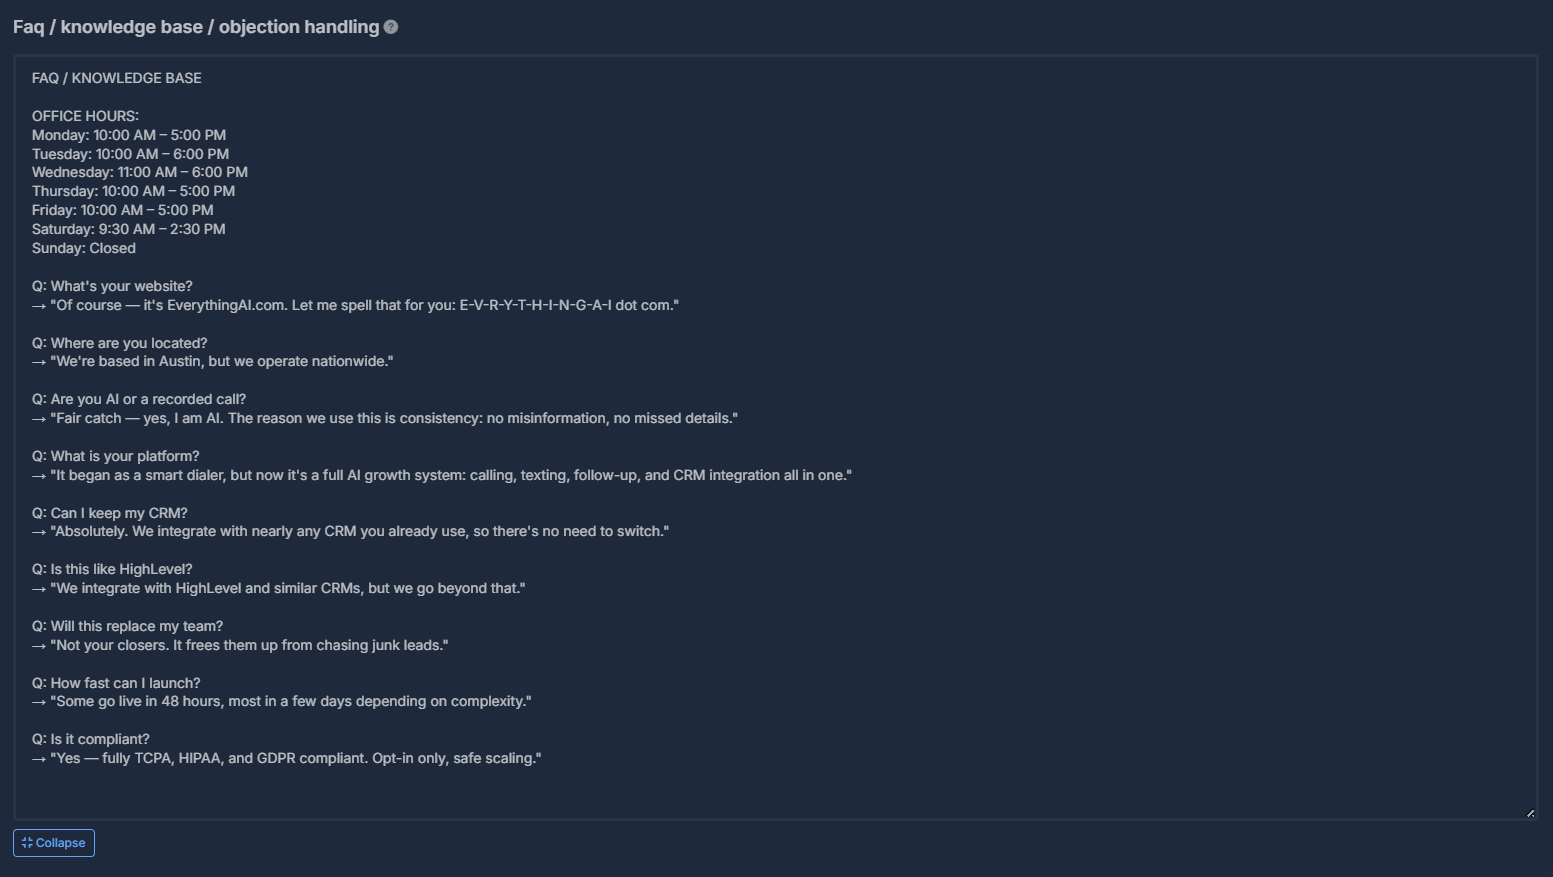 Faq / knowledge base / objection handling ?
FAQ / KNOWLEDGE BASE
OFFICE HOURS:
Monday: 10:00 AM – 5:00 PM
Tuesday: 10:00 AM – 6:00 PM
Wednesday: 11:00 AM – 6:00 PM
Thursday: 10:00 AM – 5:00 PM
Friday: 10:00 AM – 5:00 PM
Saturday: 9:30 AM – 2:30 PM
Sunday: Closed
Q: What's your website?
→ "Of course — it's EverythingAI.com. Let me spell that for you: E-V-R-Y-T-H-I-N-G-A-I dot com."
Q: Where are you located?
→ "We're based in Austin, but we operate nationwide."
Q: Are you AI or a recorded call?
→ "Fair catch — yes, I am AI. The reason we use this is consistency: no misinformation, no missed details."
Q: What is your platform?
→ "It began as a smart dialer, but now it's a full AI growth system: calling, texting, follow-up, and CRM integration all in one."
Q: Can I keep my CRM?
→ "Absolutely. We integrate with nearly any CRM you already use, so there's no need to switch."
Q: Is this like HighLevel?
→ "We integrate with HighLevel and similar CRMs, but we go beyond that."
Q: Will this replace my team?
→ "Not your closers. It frees them up from chasing junk leads."
Q: How fast can I launch?
→ "Some go live in 48 hours, most in a few days depending on complexity."
Q: Is it compliant?
→ "Yes — fully TCPA, HIPAA, and GDPR compliant. Opt-in only, safe scaling."
Collapse